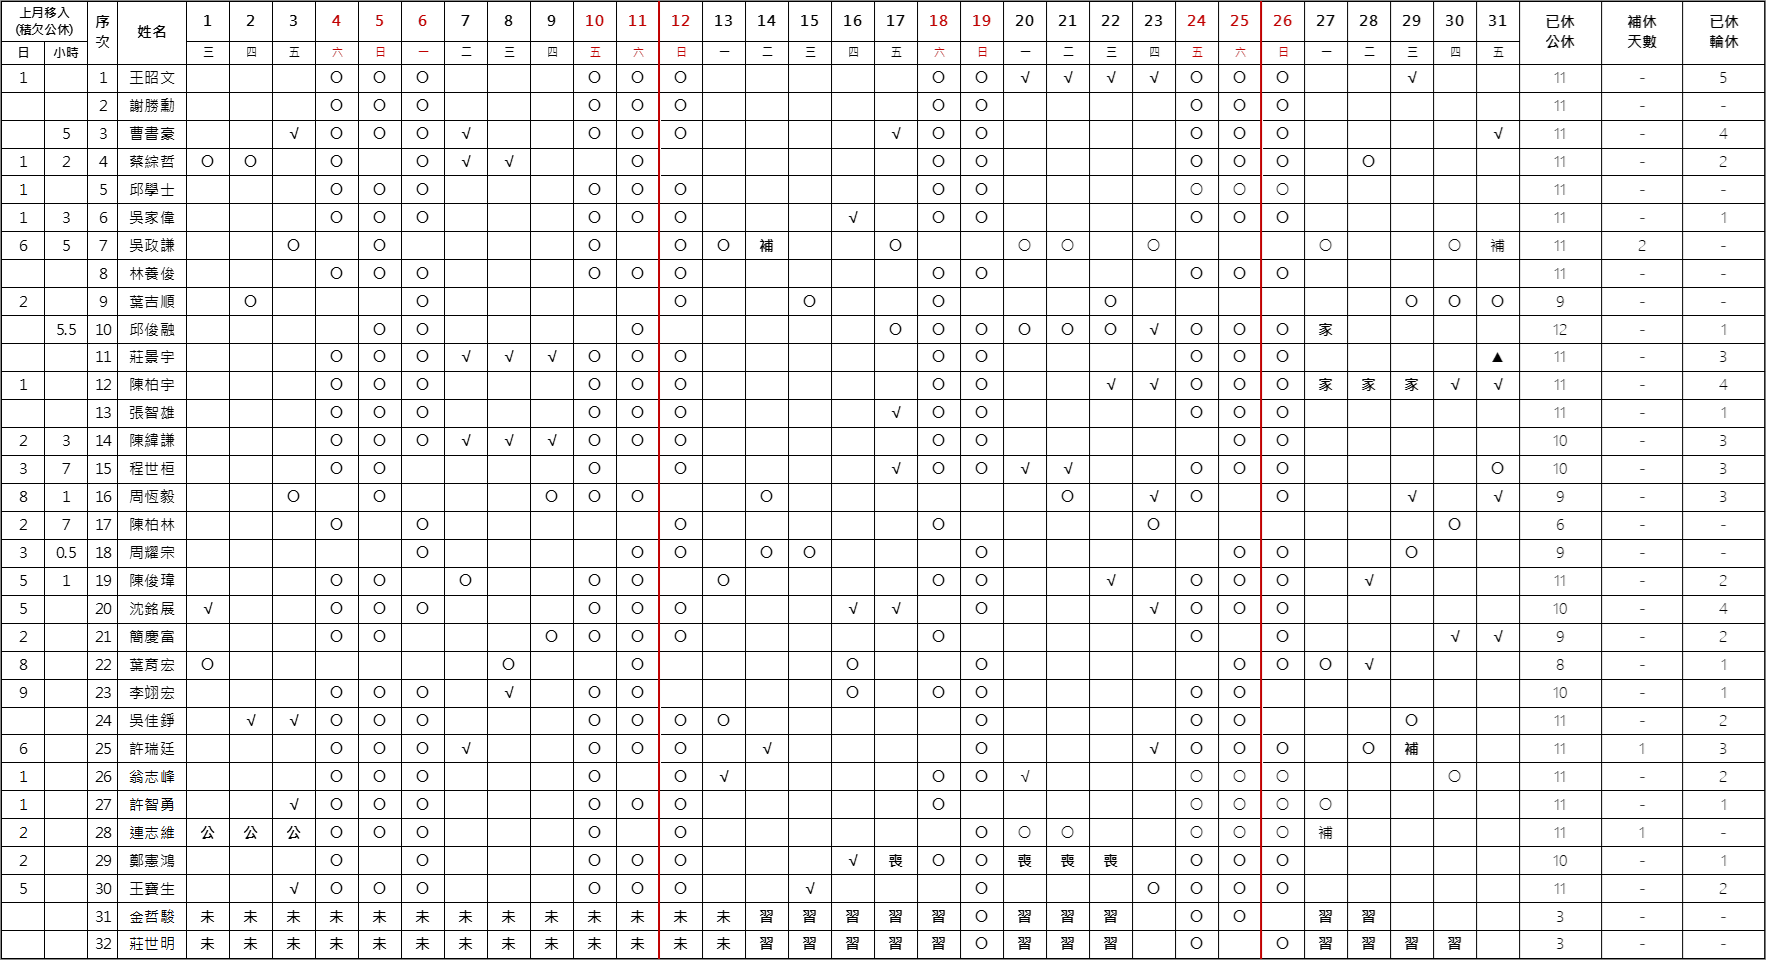 上月移入 (積欠公休) 序次 姓名 1 2 3 4 5 6 7 8 9 10 11 12 13 14 15 16 17 18 19 20 21 22 23 24 25 26 27 28 29 30 31 已休公休 補休天數 已休輪休
日 小時 三 四 五 六 日 一 二 三 四 五 六 日 一 二 三 四 五 六 日 一 二 三 四 五 六 日 一 二 三 四 五
1 1 王昭文 O O O O O O O O √ √ √ √ O O O √ 11 - 5
2 謝勝勳 O O O O O O O O O O O 11 - -
5 3 曹書豪 √ O O O √ O O O √ O O O O O √ 11 - 4
1 2 4 蔡綜哲 O O O O √ √ O O O O O O O 11 - 2
1 5 邱學士 O O O O O O O O O O O 11 - -
1 3 6 吳家偉 O O O O O O √ O O O O O 11 - 1
6 5 7 吳政謙 O O O O O 補 O O O O O O 補 11 2 -
8 林養俊 O O O O O O O O O O O 11 - -
2 9 葉吉順 O O O O O O O O O 9 - -
5.5 10 邱俊融 O O O O O O O O O √ O O O 家 12 - 1
11 莊景宇 O O O √ √ √ O O O O O O O O ▲ 11 - 3
1 12 陳柏宇 O O O O O O O O √ √ O O O 家 家 家 √ √ 11 - 4
13 張智雄 O O O O O O √ O O O O O 11 - 1
2 3 14 陳緯謙 O O O √ √ √ O O O O O O O 10 - 3
3 7 15 程世桓 O O O O √ O O √ √ O O O O 10 - 3
8 1 16 周恆毅 O O O O O O O √ O O √ √ 9 - 3
2 7 17 陳柏林 O O O O O O 6 - -
3 0.5 18 周耀宗 O O O O O O O O O 9 - -
5 1 19 陳俊瑋 O O O O O O O O √ O O O √ 11 - 2
5 20 沈銘展 √ O O O O O O √ √ O √ O O O 10 - 4
2 21 簡慶富 O O O O O O O O O √ √ 9 - 2
8 22 葉育宏 O O O O O O O O √ 8 - 1
9 23 李翊宏 O O O √ O O O O O O O 10 - 1
24 吳佳錚 √ √ O O O O O O O O O O O 11 - 2
6 25 許瑞廷 O O O √ O O O √ O √ O O O O 補 11 1 3
1 26 翁志峰 O O O O O √ O O √ O O O O 11 - 2
1 27 許智勇 √ O O O O O O O O O O O 11 - 1
2 28 連志維 公 公 公 O O O O O O O O O O O 補 11 1 -
2 29 鄭憲鴻 O O O O O √ 喪 O O 喪 喪 喪 O O O 10 - 1
5 30 王寶生 √ O O O O O O √ O O O O O 11 - 2
31 金哲駿 未 未 未 未 未 未 未 未 未 未 未 未 未 習 習 習 習 習 O 習 習 習 O O 習 習 3 - -
32 莊世明 未 未 未 未 未 未 未 未 未 未 未 未 未 習 習 習 習 習 O 習 習 習 O O 習 習 習 習 3 - -